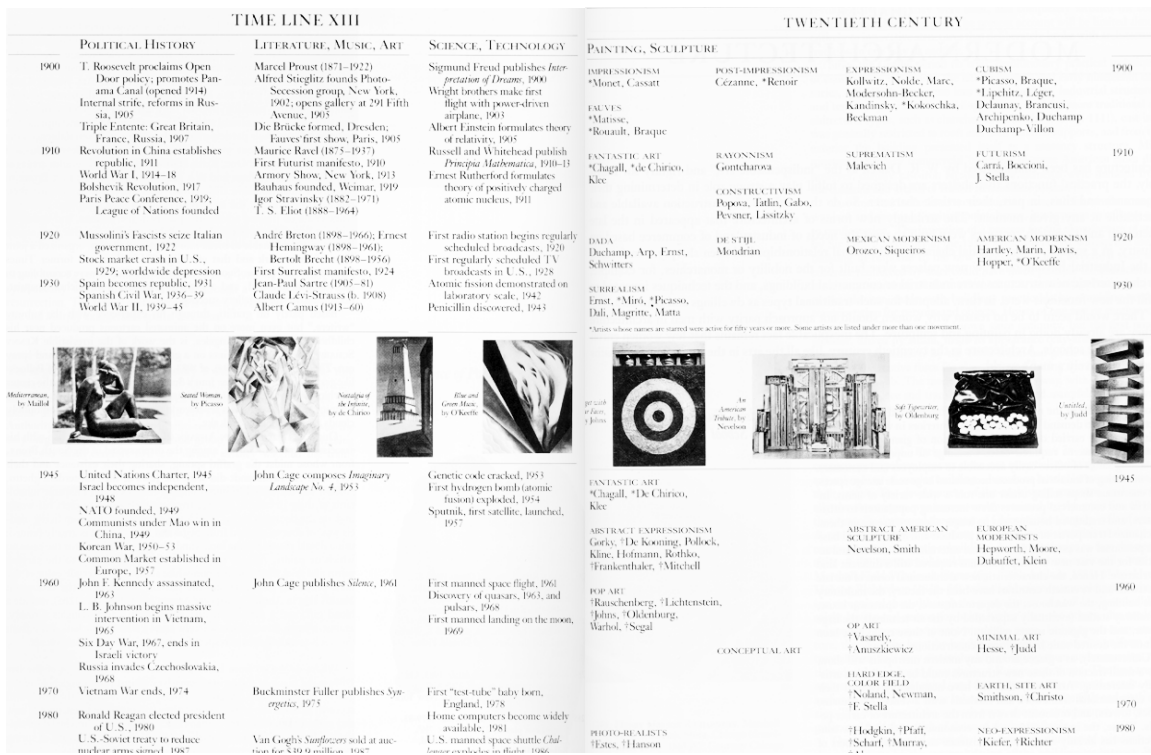 TIME LINE XIII
POLITICAL HISTORY
LITERATURE, MUSIC, ART
SCIENCE, TECHNOLOGY
1900
T. Roosevelt proclaims Open
Door policy; promotes Pan-
ama Canal (opened 1914)
Internal strife, reforms in Rus-
sia, 1905
Triple Entente: Great Britain,
France, Russia, 1907
1910
Revolution in China establishes
republic, 1911
World War I, 1914–18
Bolshevik Revolution, 1917
Paris Peace Conference, 1919;
League of Nations founded
1920
Mussolini's Fascists seize Italian
government, 1922
Stock market crash in U.S.,
1929; worldwide depression
1930
Spain becomes republic, 1931
Spanish Civil War, 1936–39
World War II, 1939–45
Marcel Proust (1871–1922)
Alfred Stieglitz founds Photo-
Secession group, New York,
1902; opens gallery at 291 Fifth
Avenue, 1905
Die Brücke formed, Dresden;
Fauves' first show, Paris, 1905
Maurice Ravel (1875–1937)
First Futurist manifesto, 1910
Armory Show, New York, 1913
Bauhaus founded, Weimar, 1919
Igor Stravinsky (1882–1971)
T. S. Eliot (1888–1964)
André Breton (1898–1966); Ernest
Hemingway (1898–1961);
Bertolt Brecht (1898–1956)
First Surrealist manifesto, 1924
Jean-Paul Sartre (1905–81)
Claude Lévi-Strauss (b. 1908)
Albert Camus (1913–60)
Sigmund Freud publishes Inter-
pretation of Dreams, 1900
Wright brothers make first
flight with power-driven
airplane, 1903
Albert Einstein formulates theory
of relativity, 1905
Russell and Whitehead publish
Principia Mathematica, 1910–13
Ernest Rutherford formulates
theory of positively charged
atomic nucleus, 1911
First radio station begins regularly
scheduled broadcasts, 1920
First regularly scheduled TV
broadcasts in U.S., 1928
Atomic fission demonstrated on
laboratory scale, 1942
Penicillin discovered, 1943
Mediterranean,
by Maillol
Seated Woman,
by Picasso
Nostalgia of
the Infinite,
by de Chirico
Blue and
Green Music,
by O'Keeffe
1945
United Nations Charter, 1945
Israel becomes independent,
1948
NATO founded, 1949
Communists under Mao win in
China, 1949
Korean War, 1950–53
Common Market established in
Europe, 1957
1960
John F. Kennedy assassinated,
1963
L. B. Johnson begins massive
intervention in Vietnam,
1965
Six Day War, 1967, ends in
Israeli victory
Russia invades Czechoslovakia,
1968
1970
Vietnam War ends, 1974
1980
Ronald Reagan elected president
of U.S., 1980
U.S.-Soviet treaty to reduce
nuclear arms signed, 1987
John Cage composes Imaginary
Landscape No. 4, 1953
John Cage publishes Silence, 1961
Buckminster Fuller publishes Syn-
ergetics, 1975
Van Gogh's Sunflowers sold at auc-
tion for $39.9 million, 1987
Genetic code cracked, 1953
First hydrogen bomb (atomic
fusion) exploded, 1954
Sputnik, first satellite, launched,
1957
First manned space flight, 1961
Discovery of quasars, 1963, and
pulsars, 1968
First manned landing on the moon,
1969
First "test-tube" baby born,
England, 1978
Home computers become widely
available, 1981
U.S. manned space shuttle Chal-
lenger explodes in flight, 1986
TWENTIETH CENTURY
PAINTING, SCULPTURE
1900
IMPRESSIONISM
*Monet, Cassatt
FAUVES
*Matisse,
*Rouault, Braque
POST-IMPRESSIONISM
Cézanne, *Renoir
EXPRESSIONISM
Kollwitz, Nolde, Marc,
Modersohn-Becker,
Kandinsky, *Kokoschka,
Beckman
CUBISM
*Picasso, Braque,
*Lipchitz, Léger,
Delaunay, Brancusi,
Archipenko, Duchamp
Duchamp-Villon
1910
FANTASTIC ART
*Chagall, *de Chirico,
Klee
RAYONNISM
Gontcharova
CONSTRUCTIVISM
Popova, Tatlin, Gabo,
Pevsner, Lissitzky
SUPREMATISM
Malevich
FUTURISM
Carrá, Boccioni,
J. Stella
1920
DADA
Duchamp, Arp, Ernst,
Schwitters
DE STIJL
Mondrian
MEXICAN MODERNISM
Orozco, Siqueiros
AMERICAN MODERNISM
Hartley, Marin, Davis,
Hopper, *O'Keeffe
1930
SURREALISM
Ernst, *Miró, *Picasso,
Dali, Magritte, Matta
*Artists whose names are starred were active for fifty years or more. Some artists are listed under more than one movement.
with
by Johns
An
American
Tribute, by
Nevelson
Soft Typewriter,
by Oldenburg
Untitled,
by Judd
1945
FANTASTIC ART
*Chagall, *De Chirico,
Klee
ABSTRACT EXPRESSIONISM
Gorky, †De Kooning, Pollock,
Kline, Hofmann, Rothko,
†Frankenthaler, †Mitchell
ABSTRACT AMERICAN
SCULPTURE
Nevelson, Smith
EUROPEAN
MODERNISTS
Hepworth, Moore,
Dubuffet, Klein
1960
POP ART
†Rauschenberg, †Lichtenstein,
†Johns, †Oldenburg,
Warhol, †Segal
CONCEPTUAL ART
OP ART
†Vasarely,
†Anuszkiewicz
MINIMAL ART
Hesse, †Judd
HARD EDGE,
COLOR FIELD
†Noland, Newman,
†F. Stella
EARTH, SITE ART
Smithson, †Christo
1970
PHOTO-REALISTS
†Estes, †Hanson
†Hodgkin, †Pfaff,
†Scharf, †Murray,
NEO-EXPRESSIONISM
†Kiefer, †Richter
1980